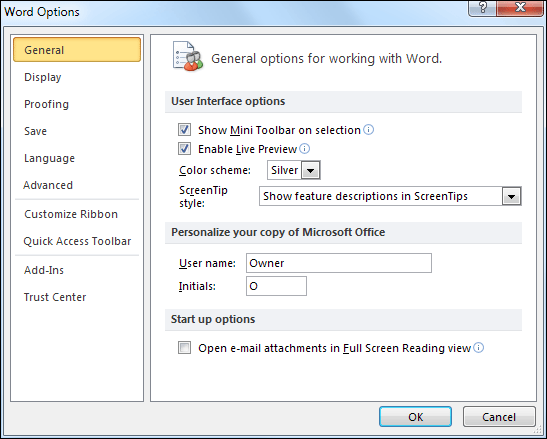 Word Options
General
Display
Proofing
Save
Language
Advanced
Customize Ribbon
Quick Access Toolbar
Add-Ins
Trust Center
General options for working with Word.
User Interface options
Show Mini Toolbar on selection
Enable Live Preview
Color scheme: Silver
ScreenTip
style: Show feature descriptions in ScreenTips
Personalize your copy of Microsoft Office
User name: Owner
Initials: O
Start up options
Open e-mail attachments in Full Screen Reading view
OK Cancel